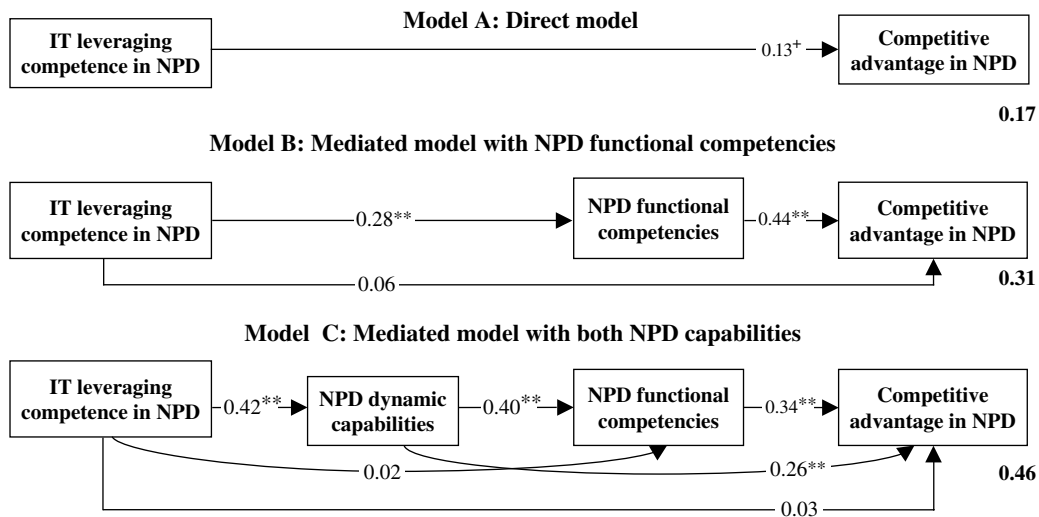 Model A: Direct model
IT leveraging
competence in NPD
0.13+
Competitive
advantage in NPD
0.17
Model B: Mediated model with NPD functional competencies
IT leveraging
competence in NPD
0.28**
NPD functional
competencies
0.44**
Competitive
advantage in NPD
0.06
0.31
Model C: Mediated model with both NPD capabilities
IT leveraging
competence in NPD
0.42**
NPD dynamic
capabilities
0.40**
NPD functional
competencies
0.34**
Competitive
advantage in NPD
0.02
0.26**
0.46
0.03